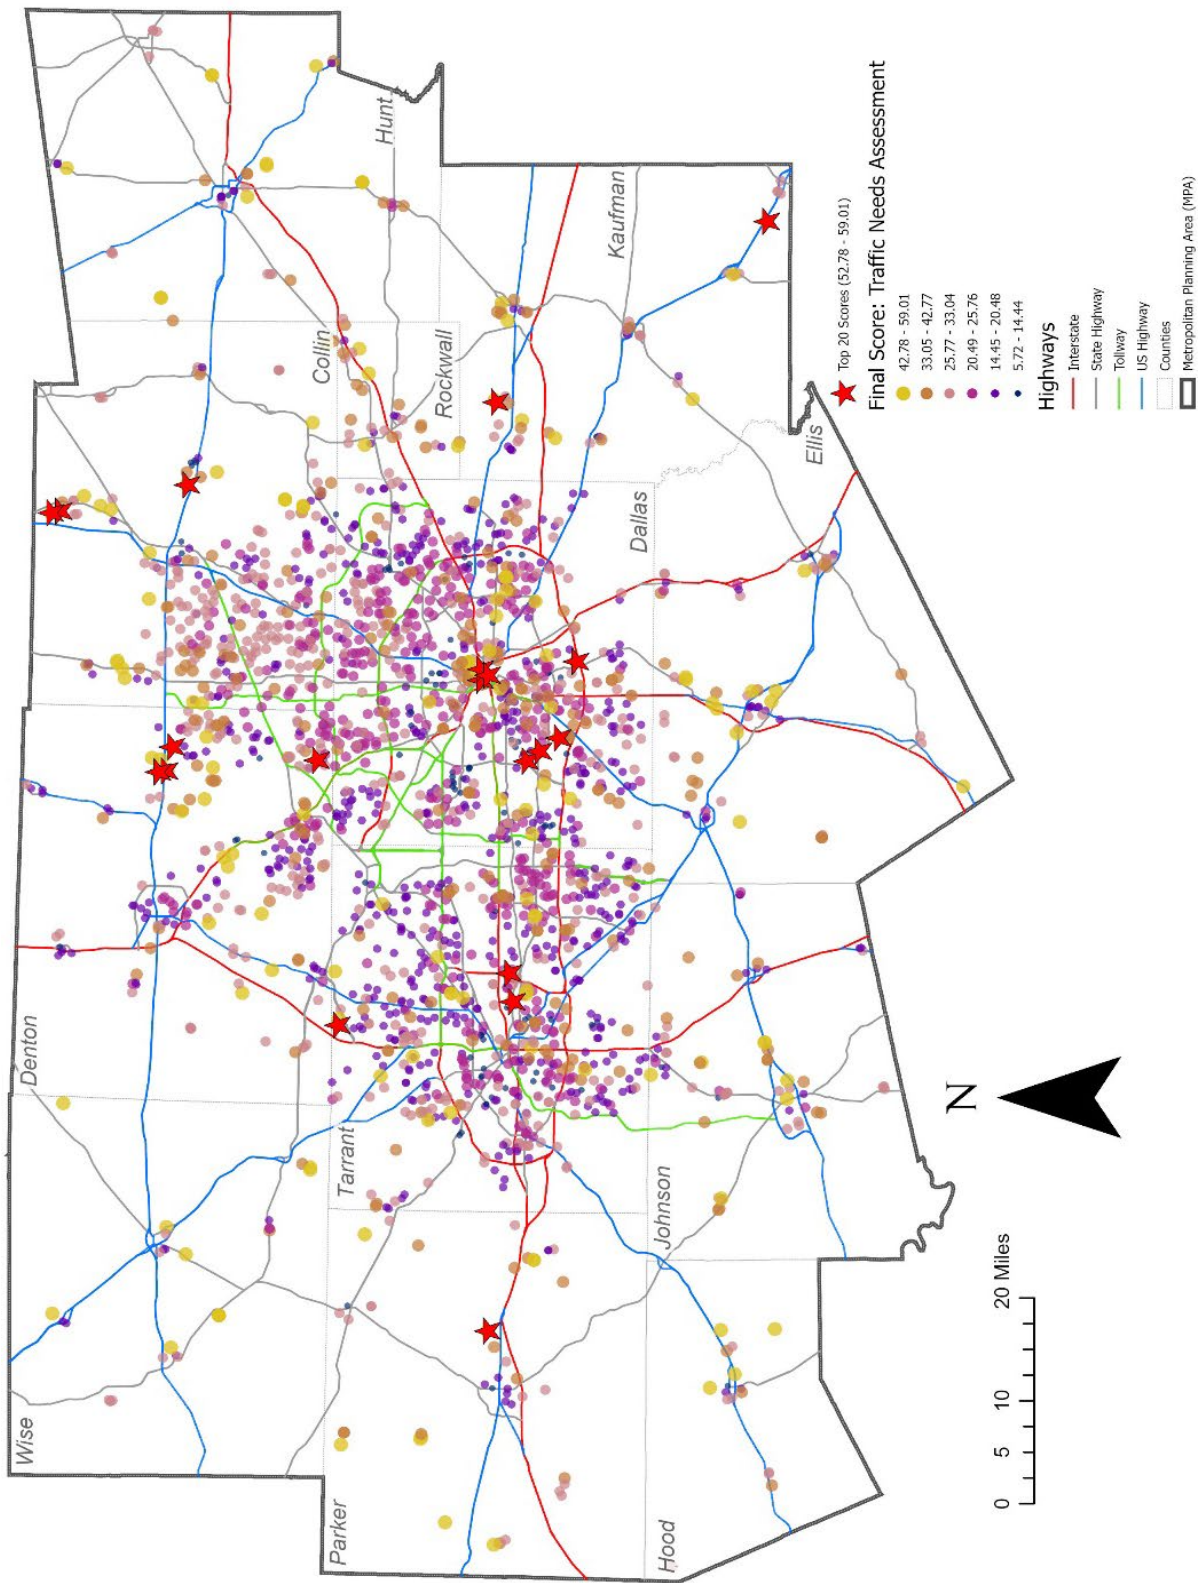 Wise
Denton
Collin
Hunt
Parker
Tarrant
Dallas
Rockwall
Kaufman
Hood
Johnson
Ellis
0 5 10 20 Miles
N
Top 20 Scores (52.78 - 59.01)
Final Score: Traffic Needs Assessment
42.78 - 59.01
33.05 - 42.77
25.77 - 33.04
20.49 - 25.76
14.45 - 20.48
5.72 - 14.44
Highways
Interstate
State Highway
Tollway
US Highway
Counties
Metropolitan Planning Area (MPA)